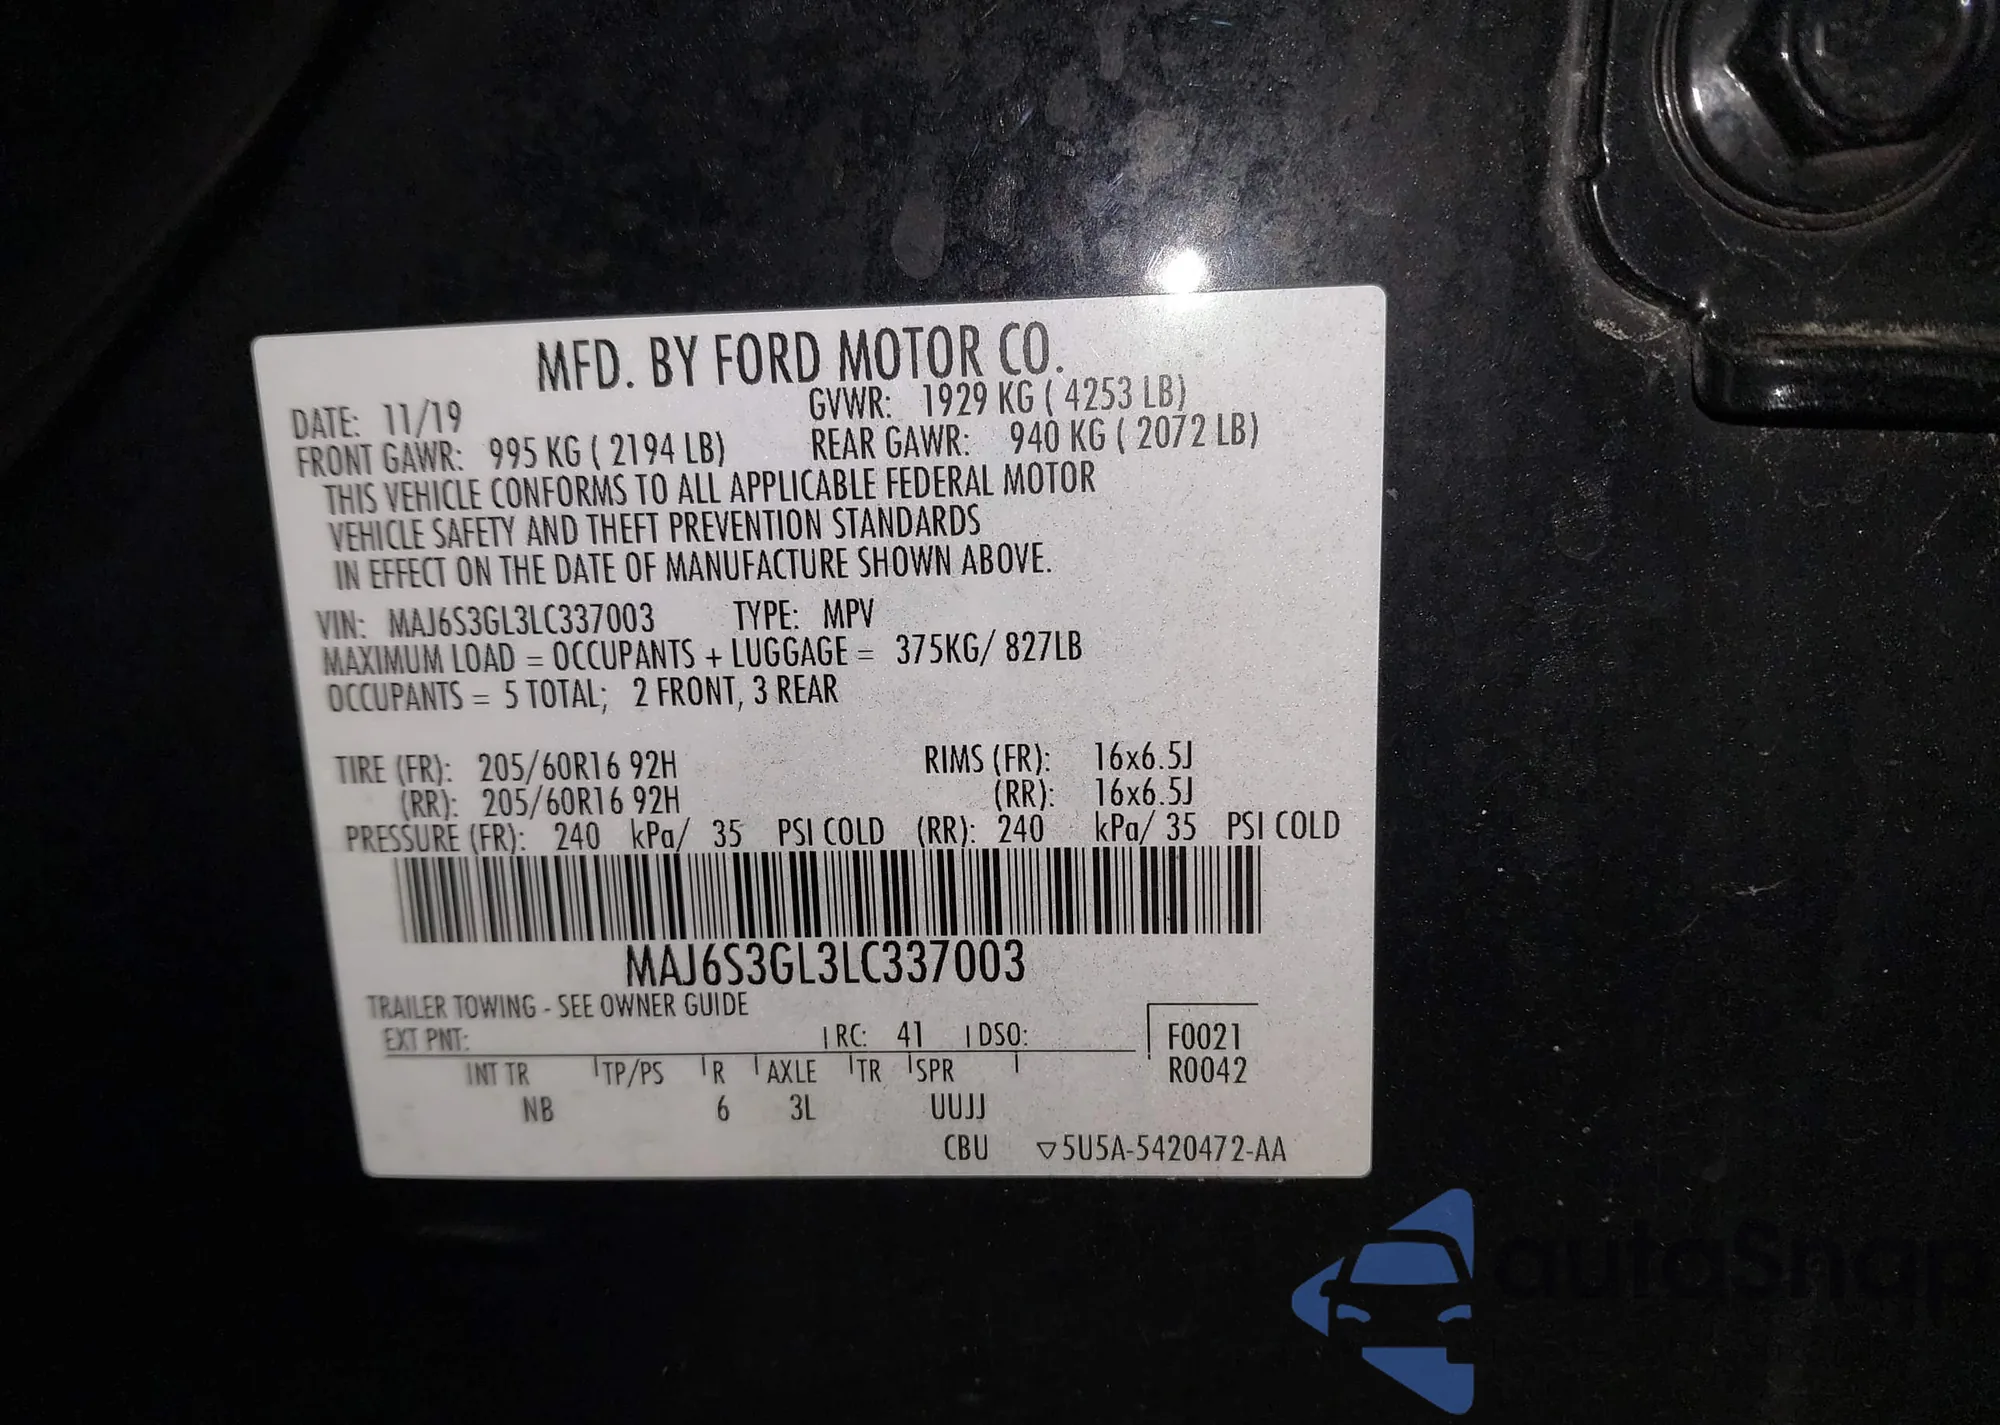 MFD. BY FORD MOTOR CO.
DATE: 11/19 GVWR: 1929 KG ( 4253 LB)
FRONT GAWR: 995 KG ( 2194 LB) REAR GAWR: 940 KG ( 2072 LB)
THIS VEHICLE CONFORMS TO ALL APPLICABLE FEDERAL MOTOR
VEHICLE SAFETY AND THEFT PREVENTION STANDARDS
IN EFFECT ON THE DATE OF MANUFACTURE SHOWN ABOVE.
VIN: MAJ6S3GL3LC337003 TYPE: MPV
MAXIMUM LOAD = OCCUPANTS + LUGGAGE = 375KG/ 827LB
OCCUPANTS = 5 TOTAL; 2 FRONT, 3 REAR
TIRE (FR): 205/60R16 92H RIMS (FR): 16x6.5J
(RR): 205/60R16 92H (RR): 16x6.5J
PRESSURE (FR): 240 kPa/ 35 PSI COLD (RR): 240 kPa/ 35 PSI COLD
MAJ6S3GL3LC337003
TRAILER TOWING - SEE OWNER GUIDE
EXT PNT: RC: 41 DSO: F0021
INT TR TP/PS R AXLE TR SPR R0042
NB 6 3L UUJJ
CBU ▽5U5A-5420472-AA
autoSnap